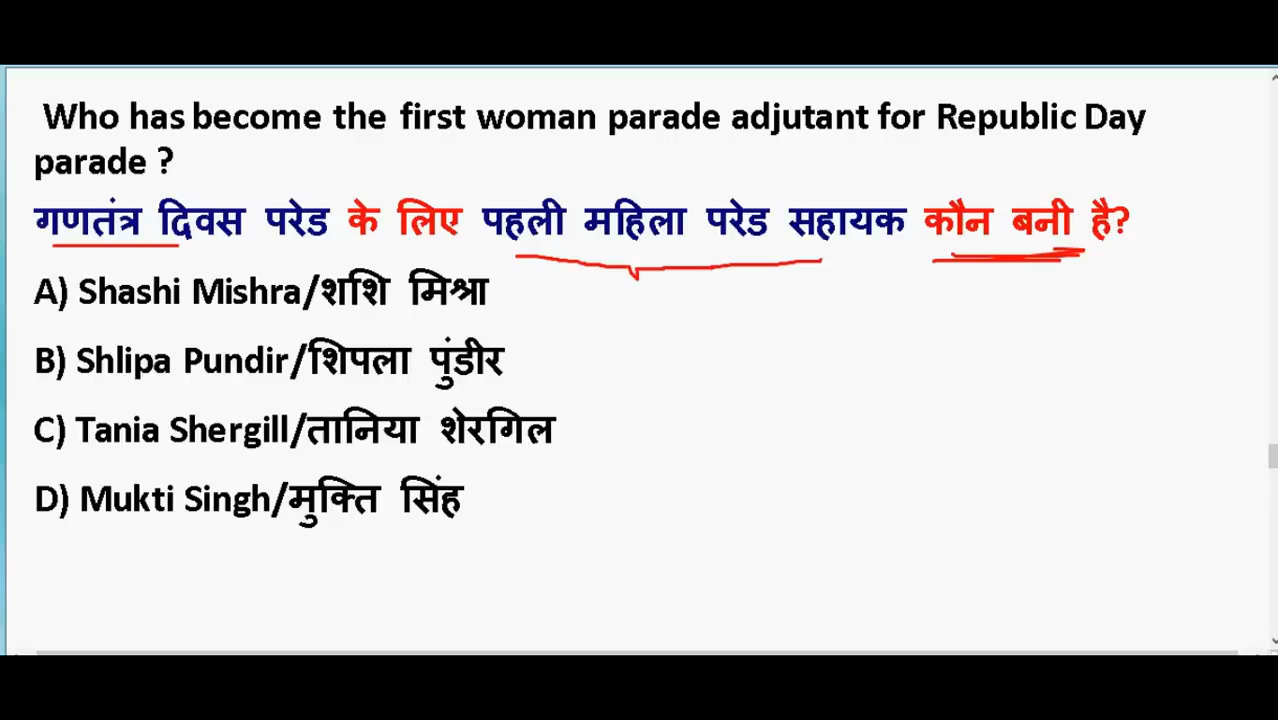 Who has become the first woman parade adjutant for Republic Day
parade ?
गणतंत्र दिवस परेड के लिए पहली महिला परेड सहायक कौन बनी है?
A) Shashi Mishra/शशि मिश्रा
B) Shlipa Pundir/शिपला पुंडीर
C) Tania Shergill/तानिया शेरगिल
D) Mukti Singh/मुक्ति सिंह